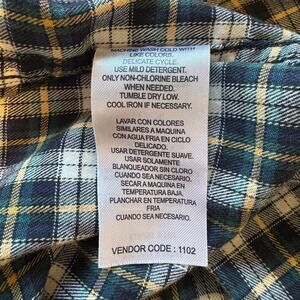 MACHINE WASH COLD WITH
LIKE COLORS.
DELICATE CYCLE.
USE MILD DETERGENT.
ONLY NON-CHLORINE BLEACH
WHEN NEEDED.
TUMBLE DRY LOW.
COOL IRON IF NECESSARY.
LAVAR CON COLORES
SIMILARES A MAQUINA
CON AGUA FRIA EN CICLO
DELICADO.
USAR DETERGENTE SUAVE.
USAR SOLAMENTE
BLANQUEADOR SIN CLORO
CUANDO SEA NECESARIO.
SECAR A MAQUINA EN
TEMPERATURA BAJA,
PLANCHAR EN TEMPERATURA
FRIA
CUANDO SEA NECESARIO.
VENDOR CODE : 1102